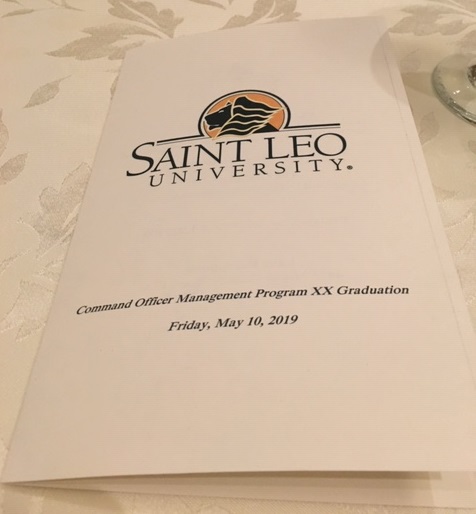 SAINT LEO
UNIVERSITY®
Command Officer Management Program XX Graduation
Friday, May 10, 2019